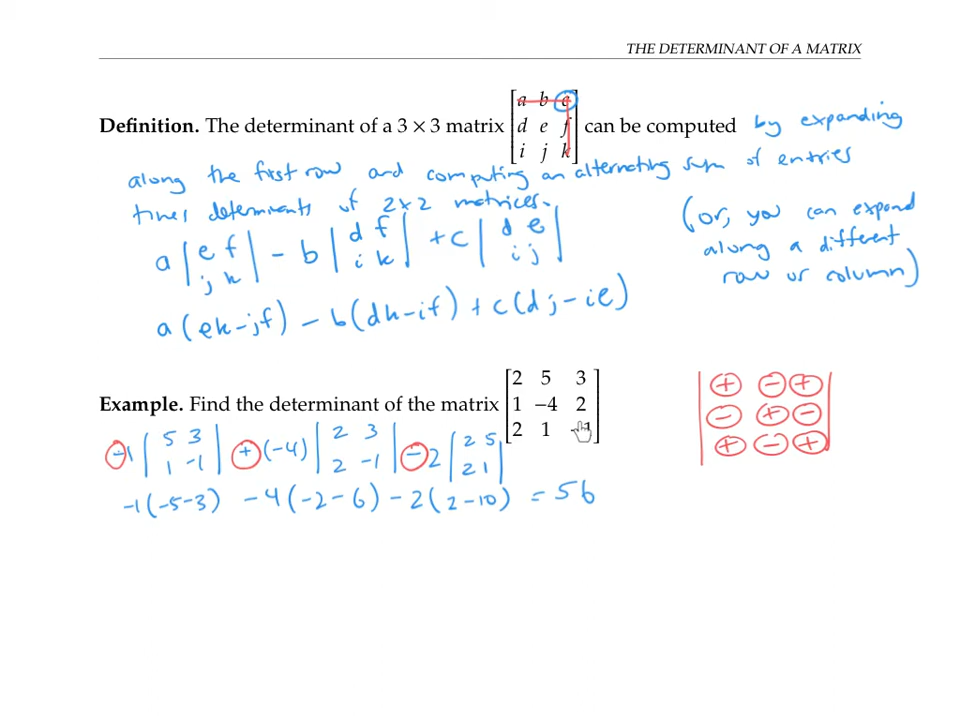 THE DETERMINANT OF A MATRIX
a b c
Definition. The determinant of a 3 × 3 matrix d e f can be computed by expanding
i j k
along the first row and computing an alternating sum of entries
times determinants of 2x2 matrices.
(or, you can expand
along a different
row or column)
a | e f | - b | d f | + c | d e |
j k i k i j
a(ek-jf) - b(dk-if) + c(dj-ie)
2 5 3
Example. Find the determinant of the matrix 1 −4 2
2 1 -1
+ - +
- + -
+ - +
-1 | 5 3 | + (-4) | 2 3 | - 2 | 2 5 |
1 -1 2 -1 2 1
-1(-5-3) - 4(-2-6) - 2(2-10) = 56